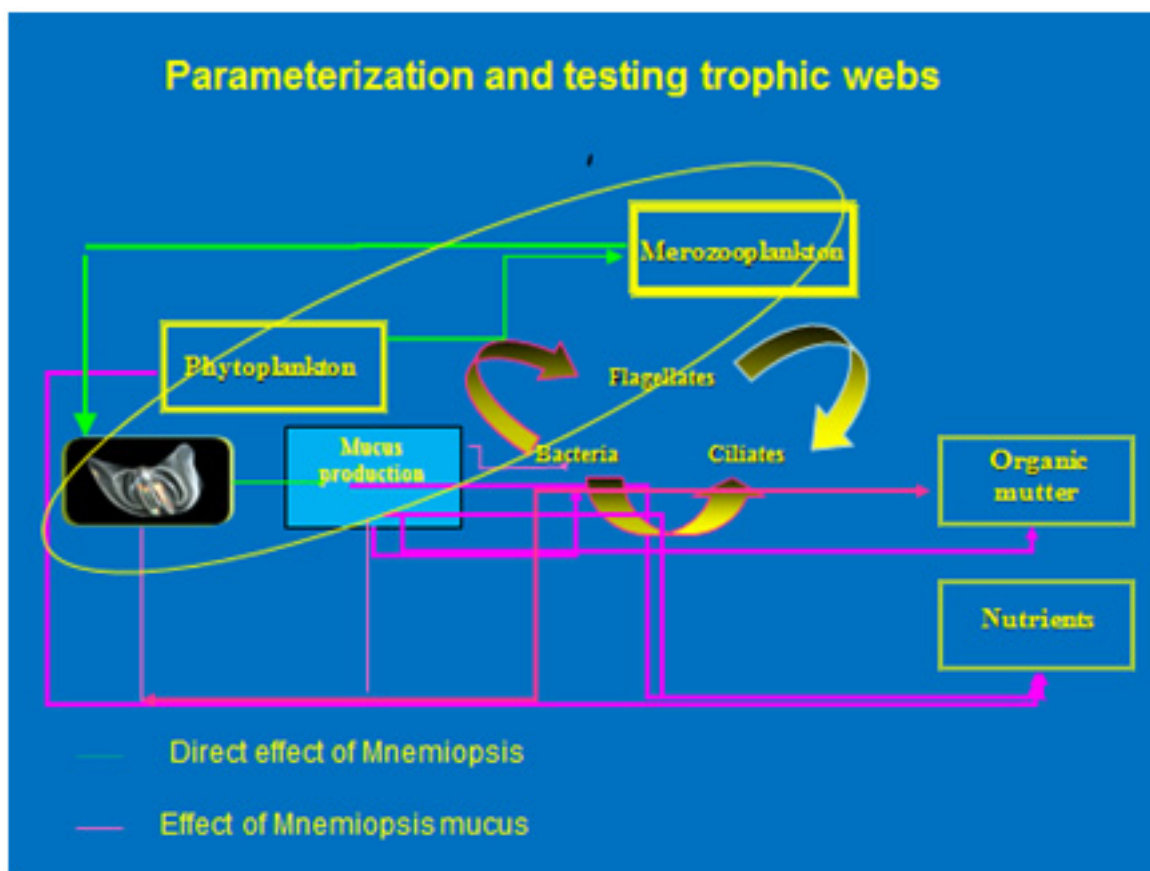 Parameterization and testing trophic webs
Merozooplankton
Phytoplankton
Flagellates
Mucus
production
Bacteria
Ciliates
Organic
mutter
Nutrients
Direct effect of Mnemiopsis
Effect of Mnemiopsis mucus